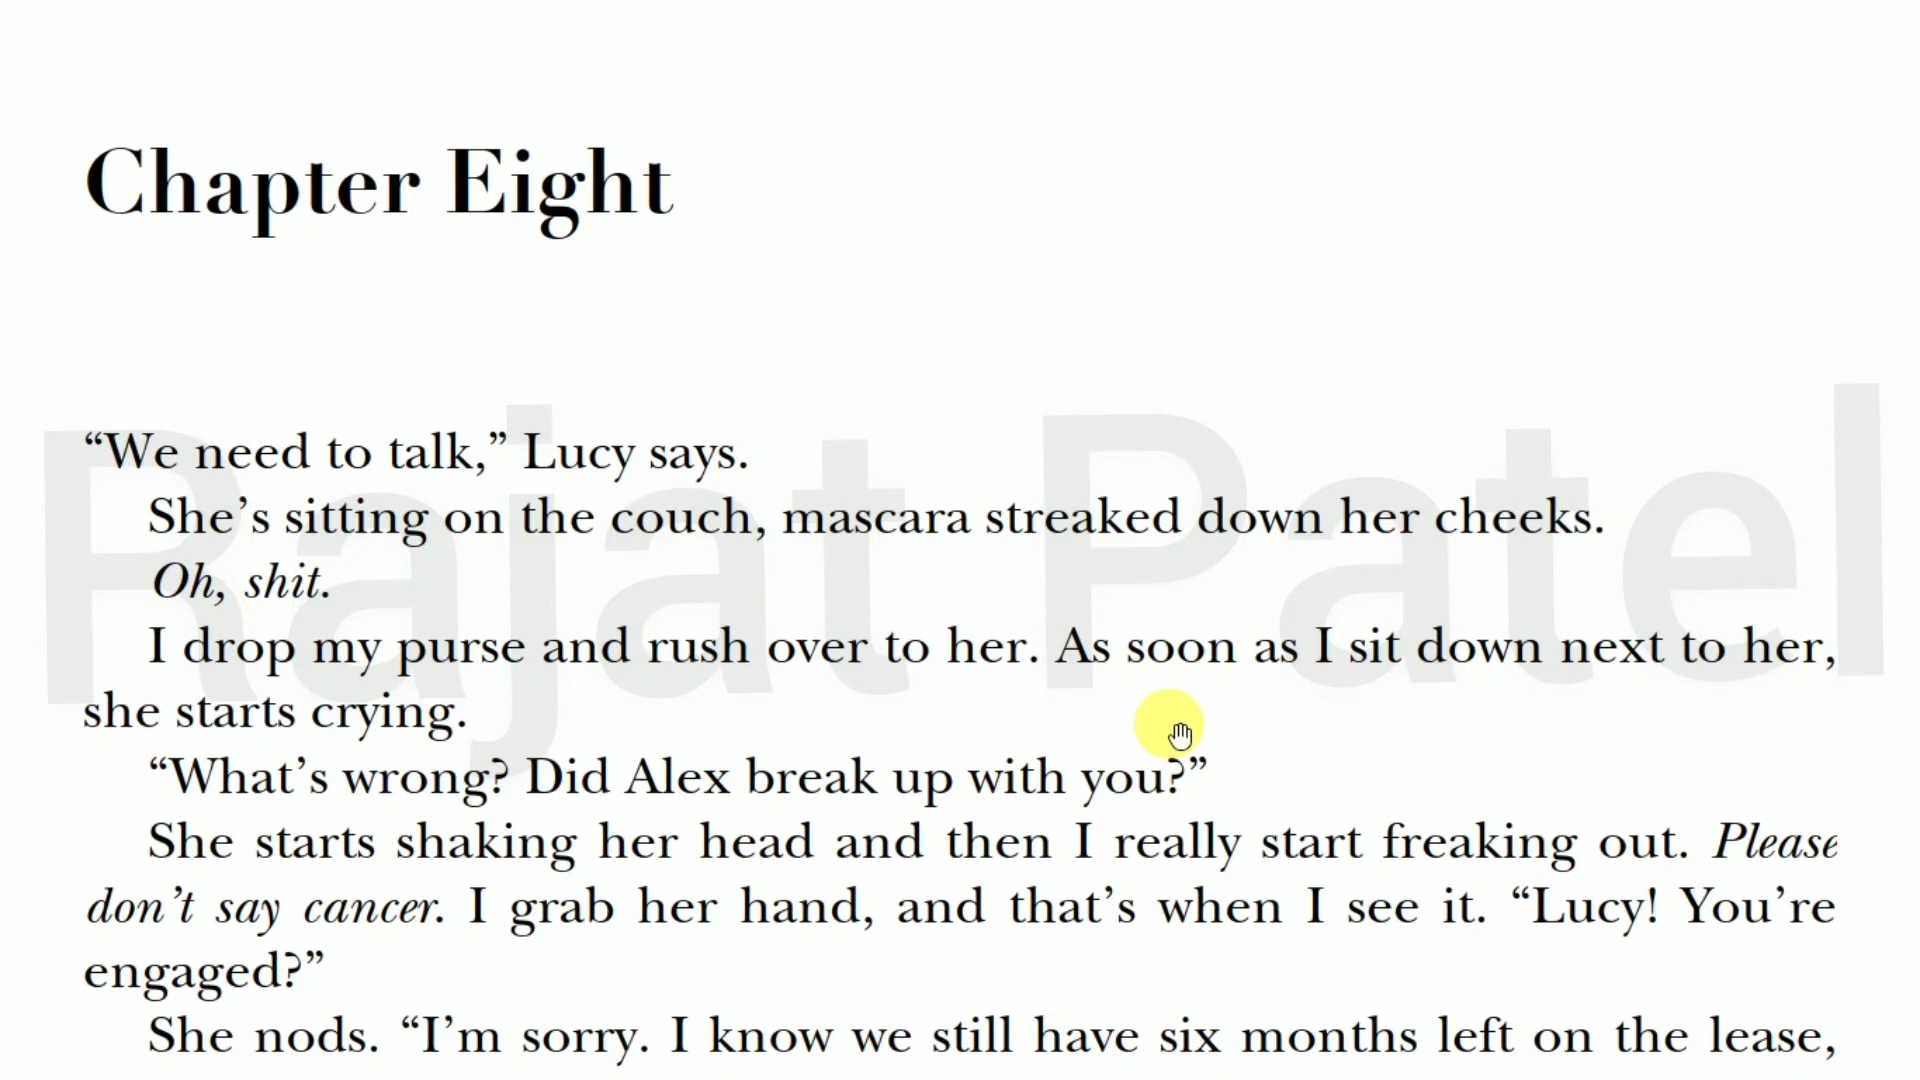 Chapter Eight
Rajat Patel
“We need to talk,” Lucy says.
She’s sitting on the couch, mascara streaked down her cheeks.
Oh, shit.
I drop my purse and rush over to her. As soon as I sit down next to her,
she starts crying.
“What’s wrong? Did Alex break up with you?”
She starts shaking her head and then I really start freaking out. Please
don’t say cancer. I grab her hand, and that’s when I see it. “Lucy! You’re
engaged?”
She nods. “I’m sorry. I know we still have six months left on the lease,